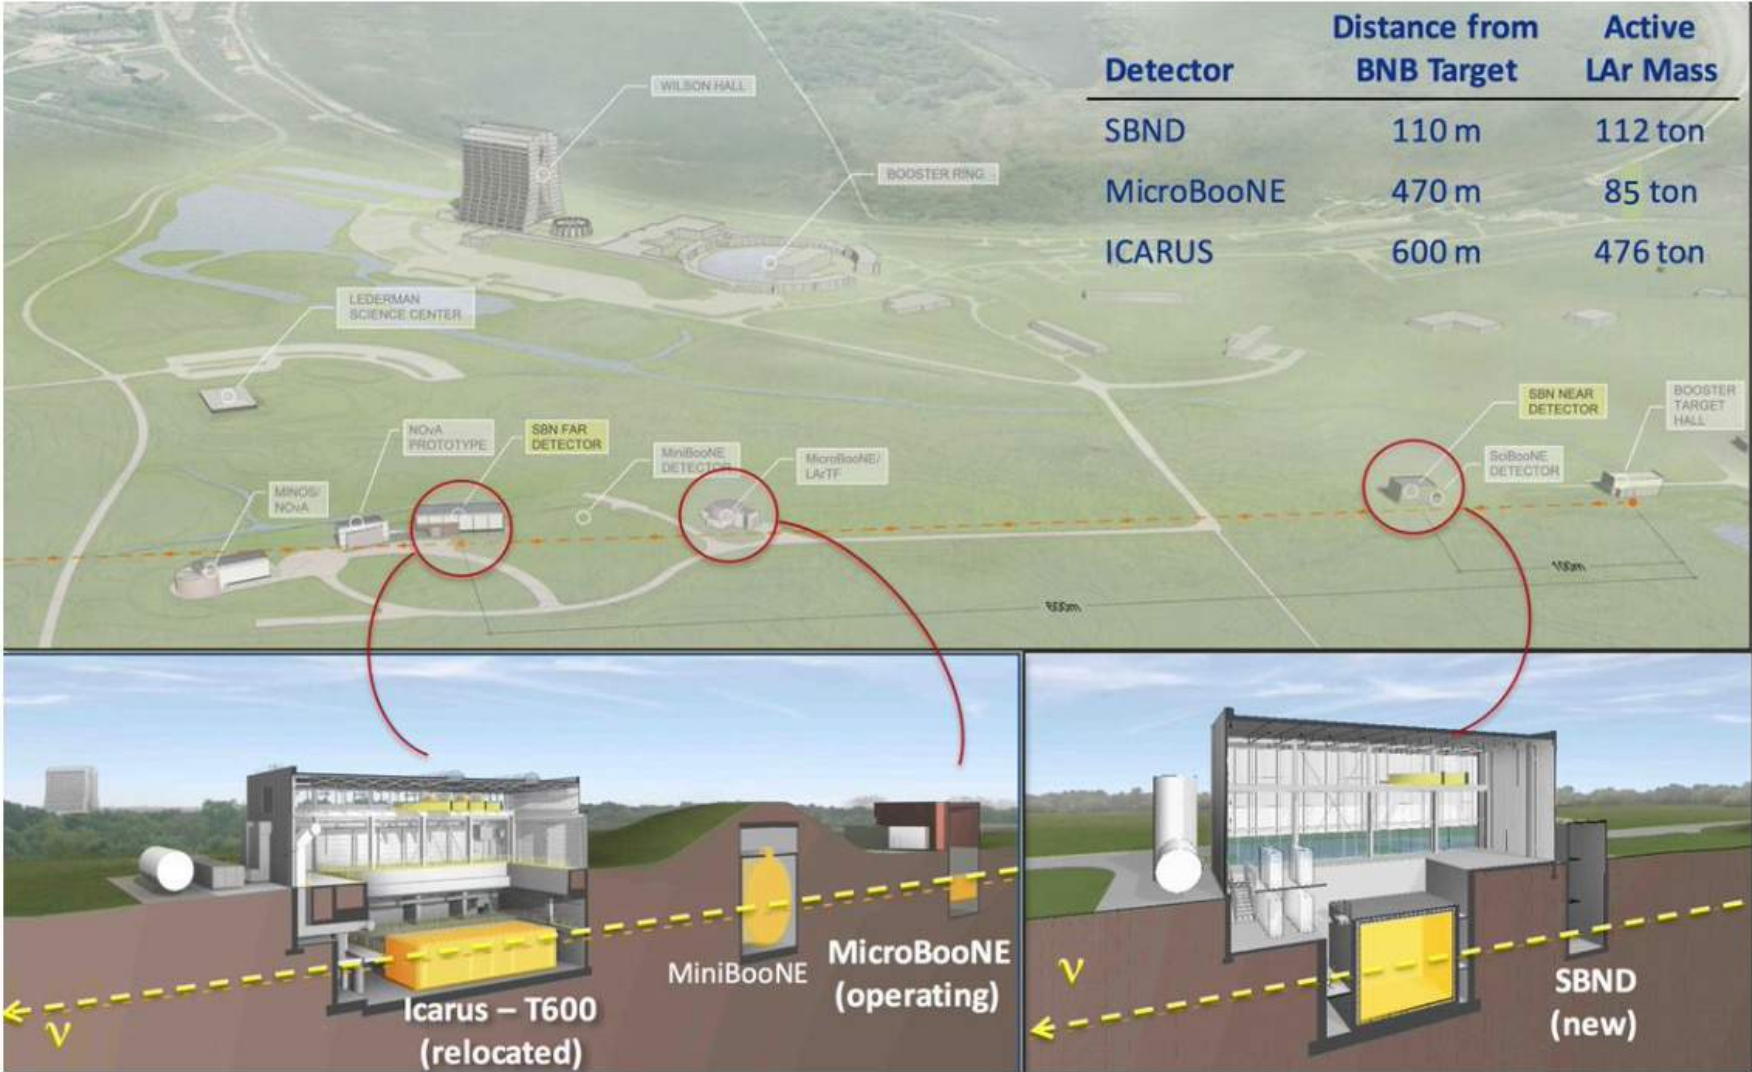 Distance from Active
Detector BNB Target LAr Mass
SBND 110 m 112 ton
MicroBooNE 470 m 85 ton
ICARUS 600 m 476 ton
WILSON HALL
BOOSTER RING
LEDERMAN
SCIENCE CENTER
NOvA
PROTOTYPE
SBN FAR
DETECTOR
MiniBooNE
DETECTOR
MicroBooNE/
LArTF
SBN NEAR
DETECTOR
BOOSTER
TARGET
HALL
SciBooNE
DETECTOR
MINOS/
NOvA
100m
600m
MiniBooNE
MicroBooNE
(operating)
Icarus – T600
(relocated)
ν
ν
SBND
(new)